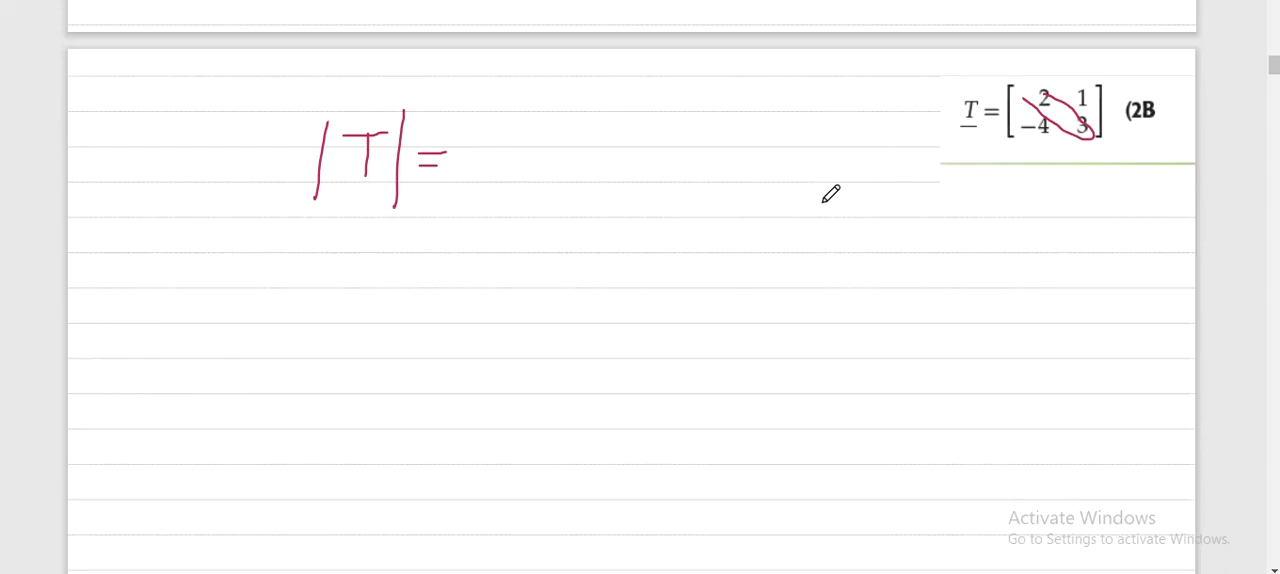 T = [ 2 1
-4 3 ] (2B
|T| =
Activate Windows
Go to Settings to activate Windows.